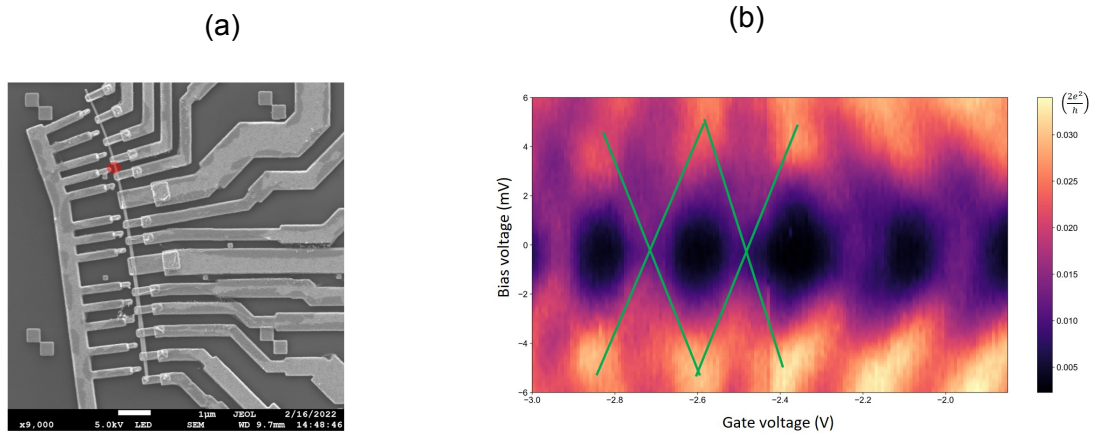 (a)
(b)
1μm JEOL 2/16/2022
x9,000 5.0kV LED SEM WD 9.7mm 14:48:46
Bias voltage (mV)
6
4
2
0
−2
−4
−6
−3.0 −2.8 −2.6 −2.4 −2.2 −2.0
Gate voltage (V)
(2e²/h)
0.030
0.025
0.020
0.015
0.010
0.005